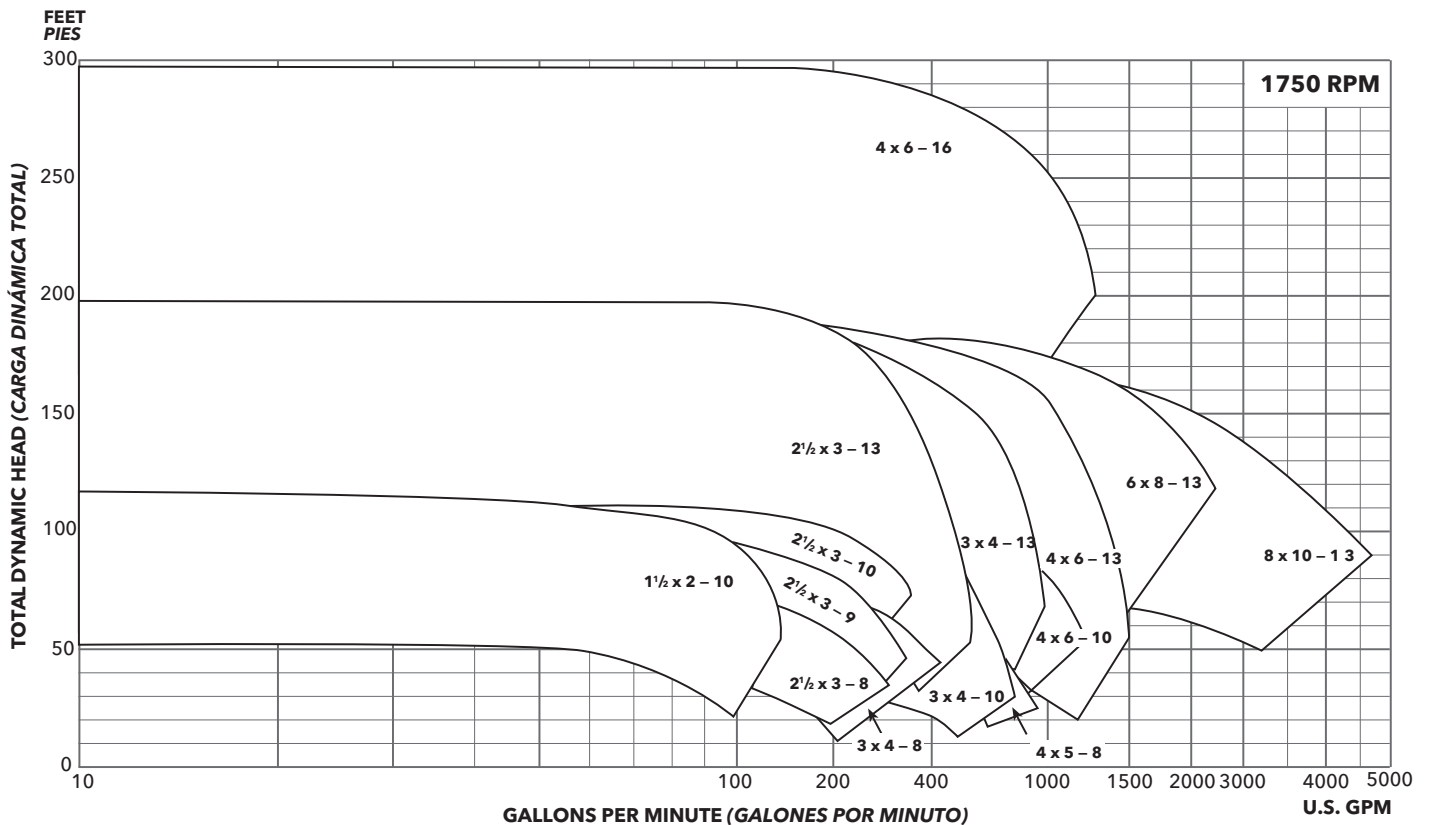 FEET
PIES
300
1750 RPM
4 x 6 – 16
250
200
150
2½ x 3 – 13
6 x 8 – 13
100
2½ x 3 – 10
3 x 4 – 13
4 x 6 – 13
8 x 10 – 1 3
1½ x 2 – 10
2½ x 3 – 9
50
4 x 6 – 10
2½ x 3 – 8
3 x 4 – 10
3 x 4 – 8
4 x 5 – 8
0
10 100 200 400 1000 1500 2000 3000 4000 5000
TOTAL DYNAMIC HEAD (CARGA DINÁMICA TOTAL)
GALLONS PER MINUTE (GALONES POR MINUTO)
U.S. GPM